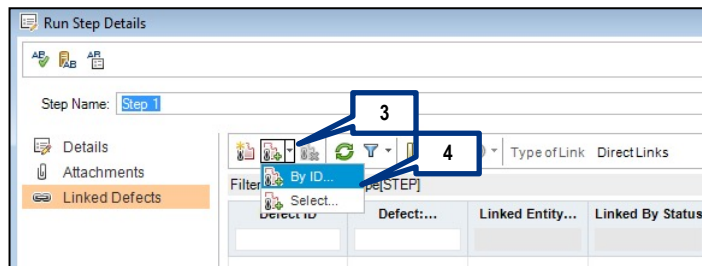 Run Step Details
Step Name: Step 1
3
Details
Attachments
Linked Defects
4
Type of Link Direct Links
By ID...
Select...
Filter pe[STEP]
Defect ID Defect:... Linked Entity... Linked By Status